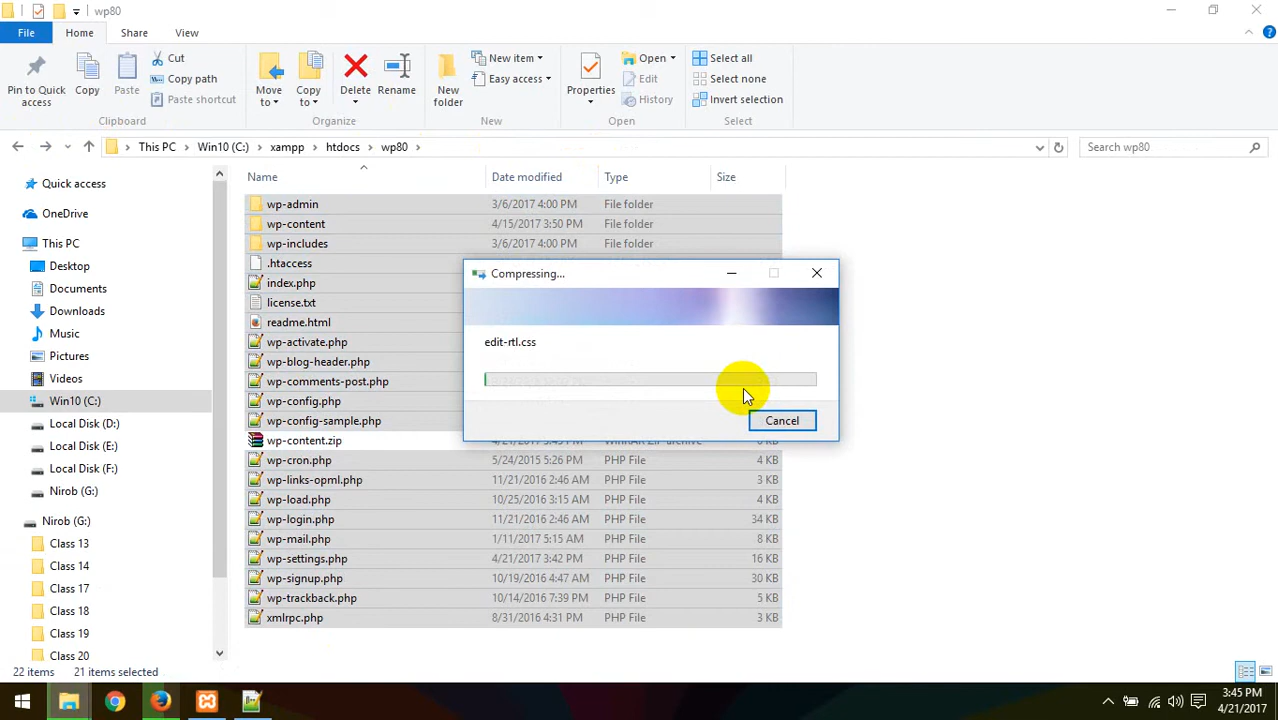 wp80
File Home Share View
Pin to Quick access
Copy
Paste
Cut
Copy path
Paste shortcut
Clipboard
Move to
Copy to
Delete
Rename
Organize
New folder
New item
Easy access
New
Properties
Open
Edit
History
Open
Select all
Select none
Invert selection
Select
This PC Win10 (C:) xampp htdocs wp80
Search wp80
Name Date modified Type Size
Quick access
OneDrive
This PC
Desktop
Documents
Downloads
Music
Pictures
Videos
Win10 (C:)
Local Disk (D:)
Local Disk (E:)
Local Disk (F:)
Nirob (G:)
Nirob (G:)
Class 13
Class 14
Class 17
Class 18
Class 19
Class 20
wp-admin 3/6/2017 4:00 PM File folder
wp-content 4/15/2017 3:50 PM File folder
wp-includes 3/6/2017 4:00 PM File folder
.htaccess
index.php
license.txt
readme.html
wp-activate.php
wp-blog-header.php
wp-comments-post.php
wp-config.php
wp-config-sample.php
wp-content.zip 4/21/2017 3:45 PM WinRAR ZIP archive
wp-cron.php 5/24/2015 5:26 PM PHP File 4 KB
wp-links-opml.php 11/21/2016 2:46 AM PHP File 3 KB
wp-load.php 10/25/2016 3:15 AM PHP File 4 KB
wp-login.php 11/21/2016 2:46 AM PHP File 34 KB
wp-mail.php 1/11/2017 5:15 AM PHP File 8 KB
wp-settings.php 4/21/2017 3:42 PM PHP File 16 KB
wp-signup.php 10/19/2016 4:47 AM PHP File 30 KB
wp-trackback.php 10/14/2016 7:39 PM PHP File 5 KB
xmlrpc.php 8/31/2016 4:31 PM PHP File 3 KB
Compressing...
edit-rtl.css
Cancel
22 items 21 items selected
3:45 PM
4/21/2017